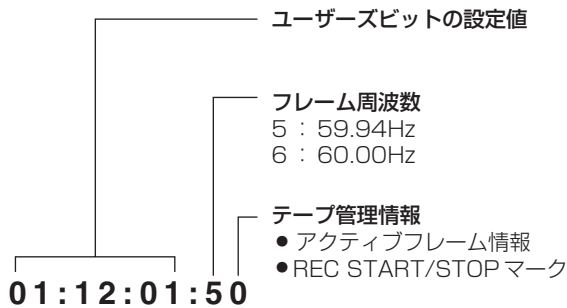 ユーザーズビットの設定値
フレーム周波数
5 : 59.94Hz
6 : 60.00Hz
テープ管理情報
● アクティブフレーム情報
●REC START/STOP マーク
01:12:01:50